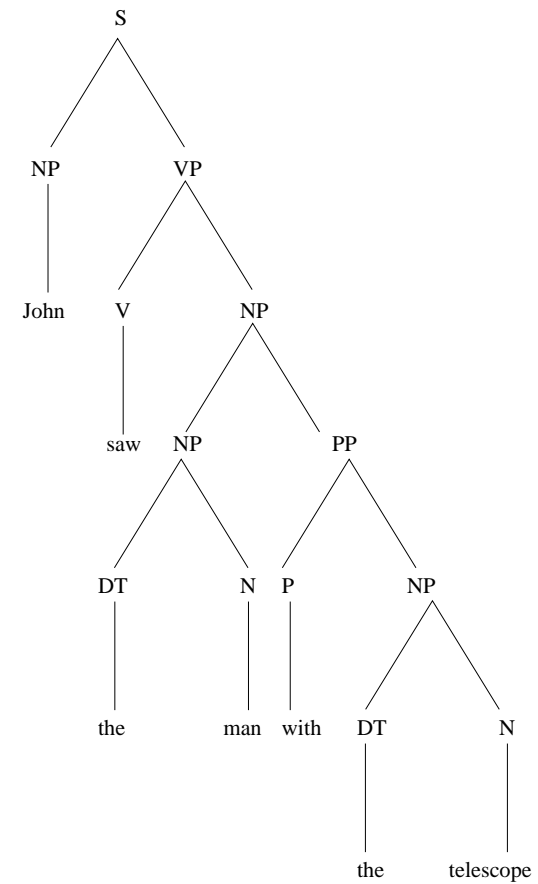 S
NP VP
John V NP
saw NP PP
DT N P NP
the man with DT N
the telescope